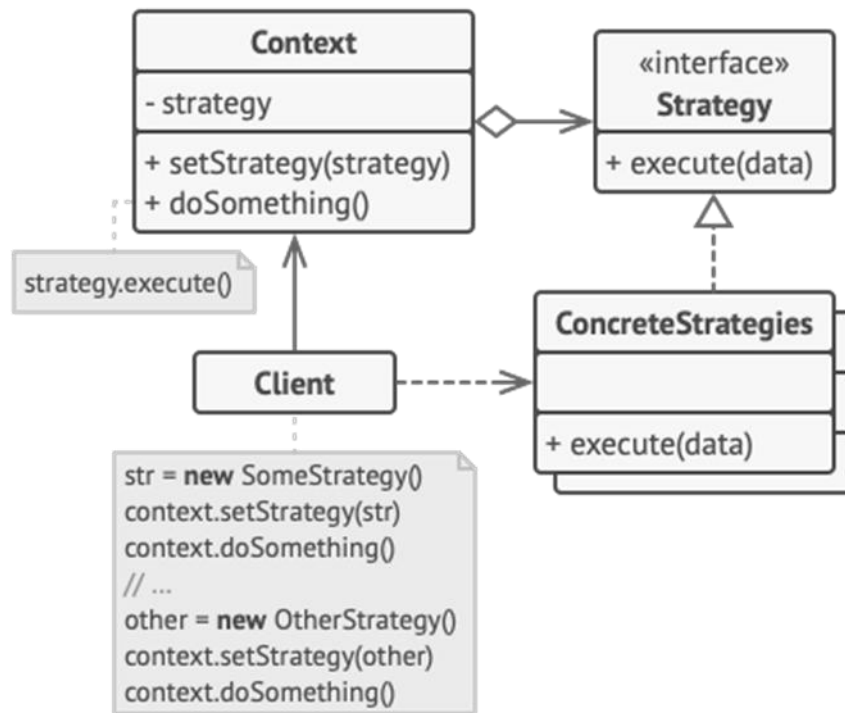 Context
- strategy
+ setStrategy(strategy)
+ doSomething()
strategy.execute()
«interface»
Strategy
+ execute(data)
ConcreteStrategies
+ execute(data)
Client
str = new SomeStrategy()
context.setStrategy(str)
context.doSomething()
// ...
other = new OtherStrategy()
context.setStrategy(other)
context.doSomething()